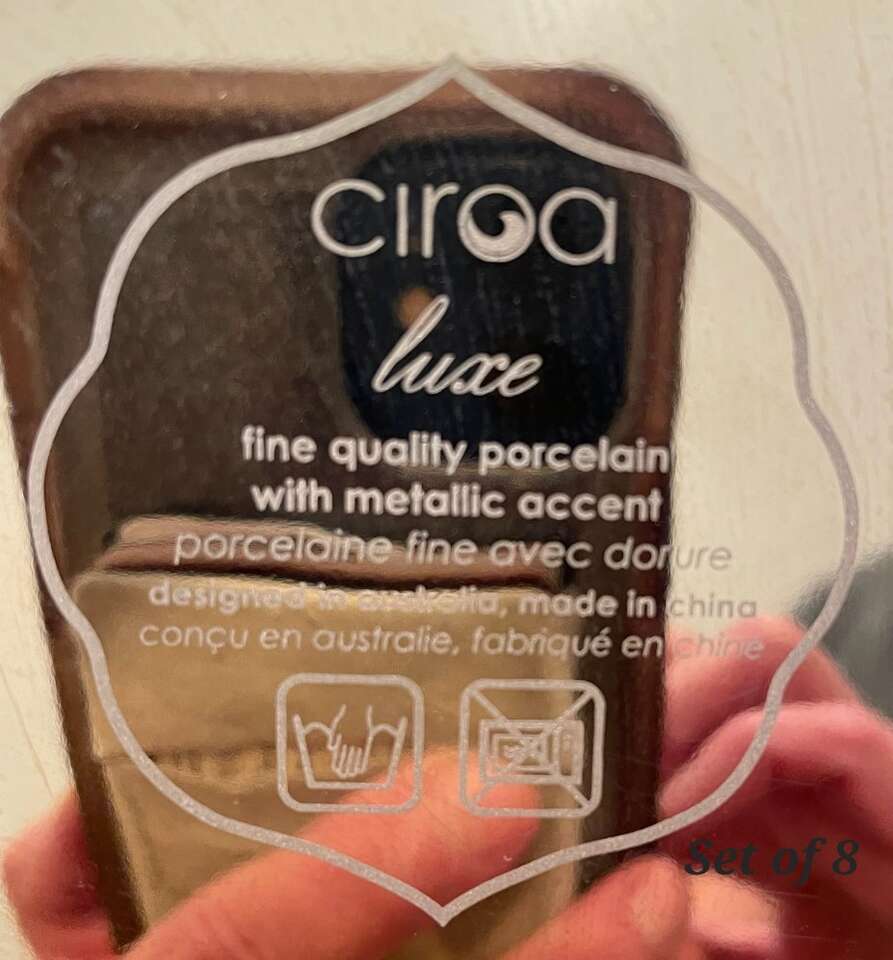 ciroa
luxe
fine quality porcelain
with metallic accent
porcelaine fine avec dorure
designed in australia, made in china
conçu en australie, fabriqué en chine
Set of 8